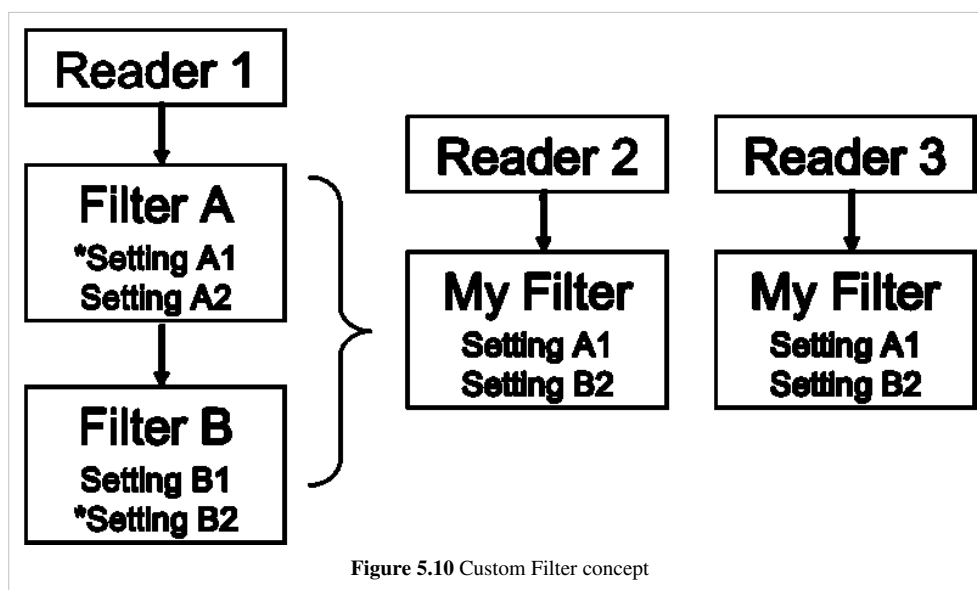 Reader 1
Filter A
*Setting A1
Setting A2
Filter B
Setting B1
*Setting B2
Reader 2
My Filter
Setting A1
Setting B2
Reader 3
My Filter
Setting A1
Setting B2
Figure 5.10 Custom Filter concept